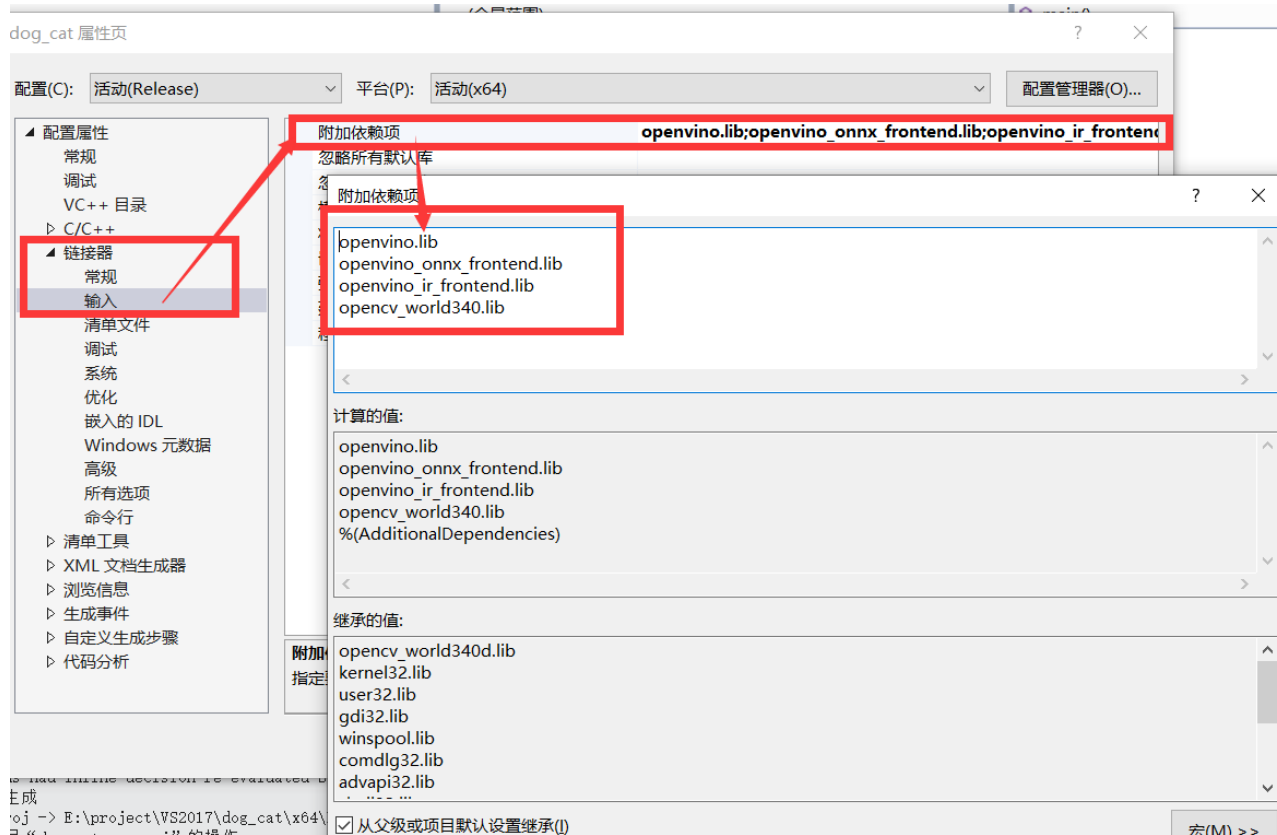 dog_cat 属性页
?
配置(C):
活动(Release)
平台(P):
活动(x64)
配置管理器(O)...
配置属性
常规
调试
VC++ 目录
C/C++
链接器
常规
输入
清单文件
调试
系统
优化
嵌入的 IDL
Windows 元数据
高级
所有选项
命令行
清单工具
XML 文档生成器
浏览信息
生成事件
自定义生成步骤
代码分析
附加依赖项
openvino.lib;openvino_onnx_frontend.lib;openvino_ir_frontend
忽略所有默认库
附加依赖项
?
openvino.lib
openvino_onnx_frontend.lib
openvino_ir_frontend.lib
opencv_world340.lib
计算的值:
openvino.lib
openvino_onnx_frontend.lib
openvino_ir_frontend.lib
opencv_world340.lib
%(AdditionalDependencies)
继承的值:
opencv_world340d.lib
kernel32.lib
user32.lib
gdi32.lib
winspool.lib
comdlg32.lib
advapi32.lib
从父级或项目默认设置继承(I)
宏(M) >>
附加
指定
生成
oj -> E:\project\VS2017\dog_cat\x64\